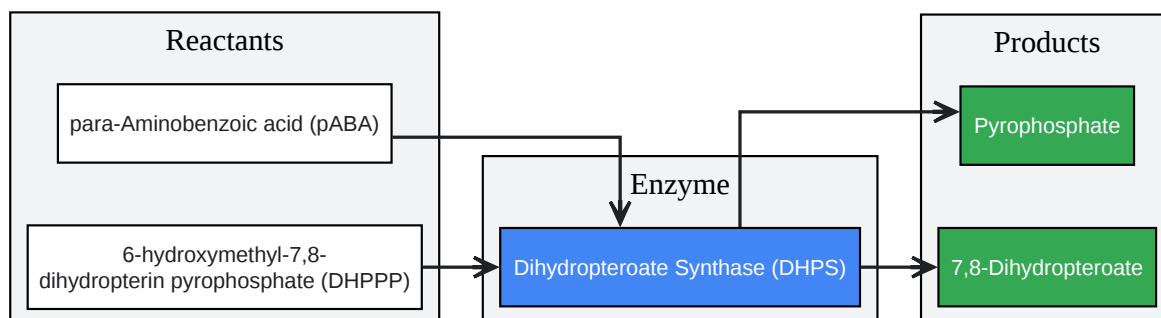 Reactants
para-Aminobenzoic acid (pABA)
6-hydroxymethyl-7,8-
dihydropterin pyrophosphate (DHPPP)
Enzyme
Dihydropteroate Synthase (DHPS)
Products
Pyrophosphate
7,8-Dihydropteroate